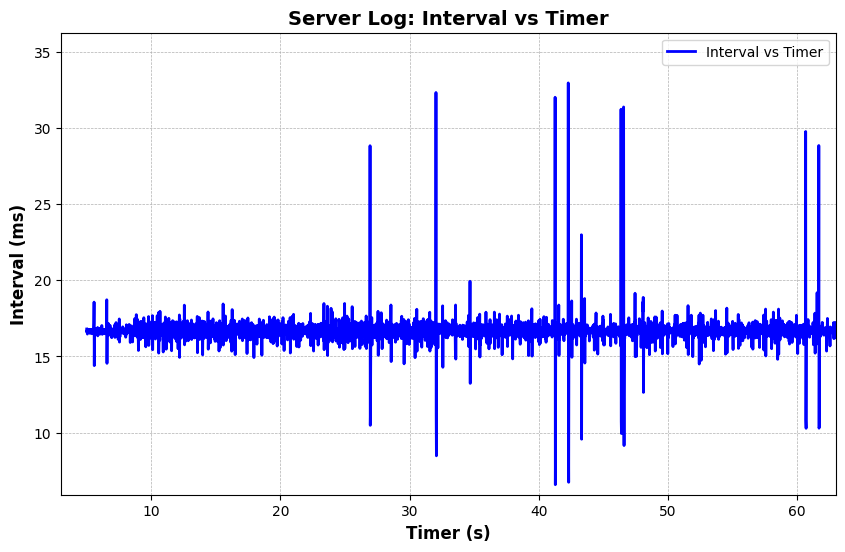 Server Log: Interval vs Timer
Interval vs Timer
35
30
25
20
15
10
Interval (ms)
10 20 30 40 50 60
Timer (s)